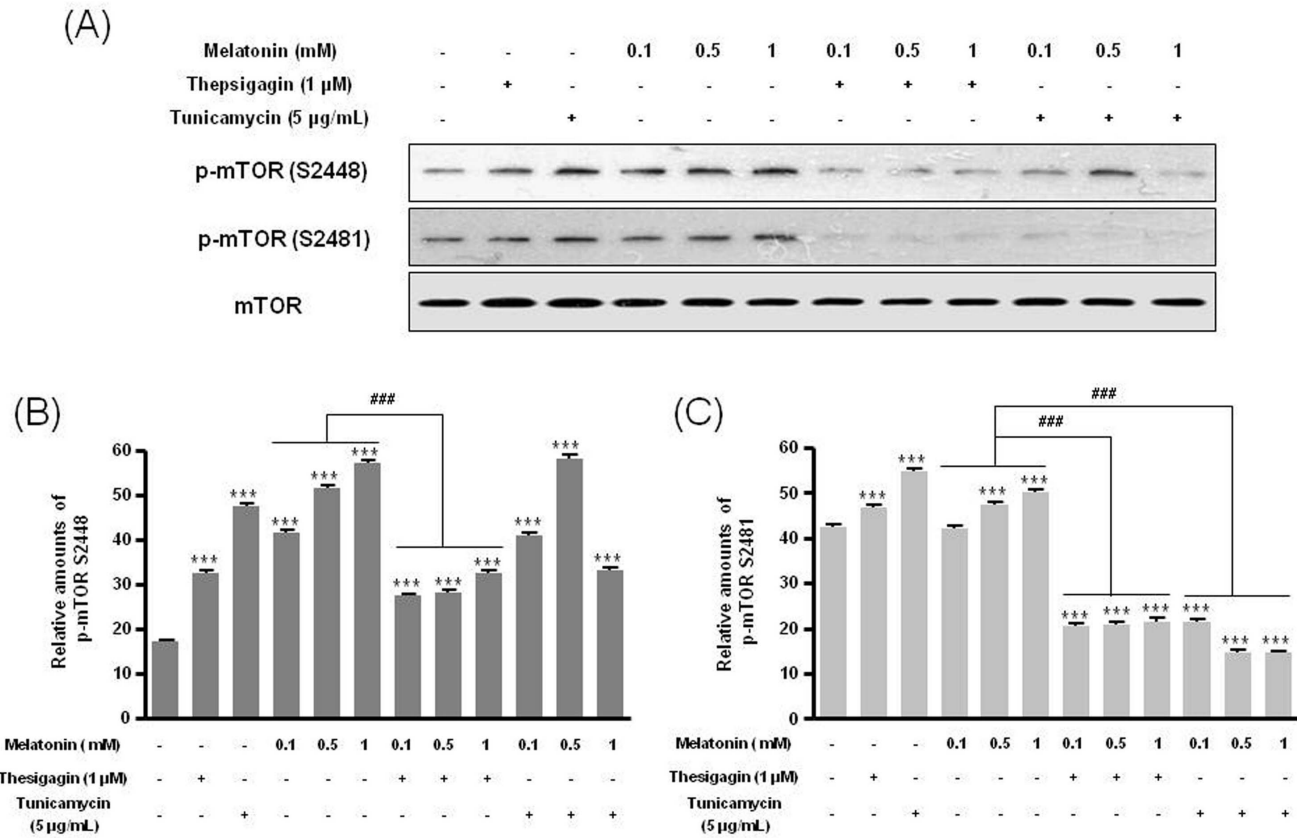 (A)
Melatonin (mM) - - - 0.1 0.5 1 0.1 0.5 1 0.1 0.5 1
Thepsigagin (1 µM) - + - - - - + + + - - -
Tunicamycin (5 µg/mL) - - + - - - - - - + + +
p-mTOR (S2448)
p-mTOR (S2481)
mTOR
(B)
###
Relative amounts of
p-mTOR S2448
60
50
40
30
20
10
0
*** *** *** *** *** *** *** *** *** *** ***
Melatonin ( mM) - - - 0.1 0.5 1 0.1 0.5 1 0.1 0.5 1
Thesigagin (1 µM) - + - - - - + + + - - -
Tunicamycin
(5 µg/mL) - - + - - - - - - + + +
(C)
###
###
Relative amounts of
p-mTOR S2481
60
50
40
30
20
10
0
*** *** *** *** *** *** *** *** *** ***
Melatonin ( mM) - - - 0.1 0.5 1 0.1 0.5 1 0.1 0.5 1
Thesigagin (1 µM) - + - - - - + + + - - -
Tunicamycin
(5 µg/mL) - - + - - - - - - + + +